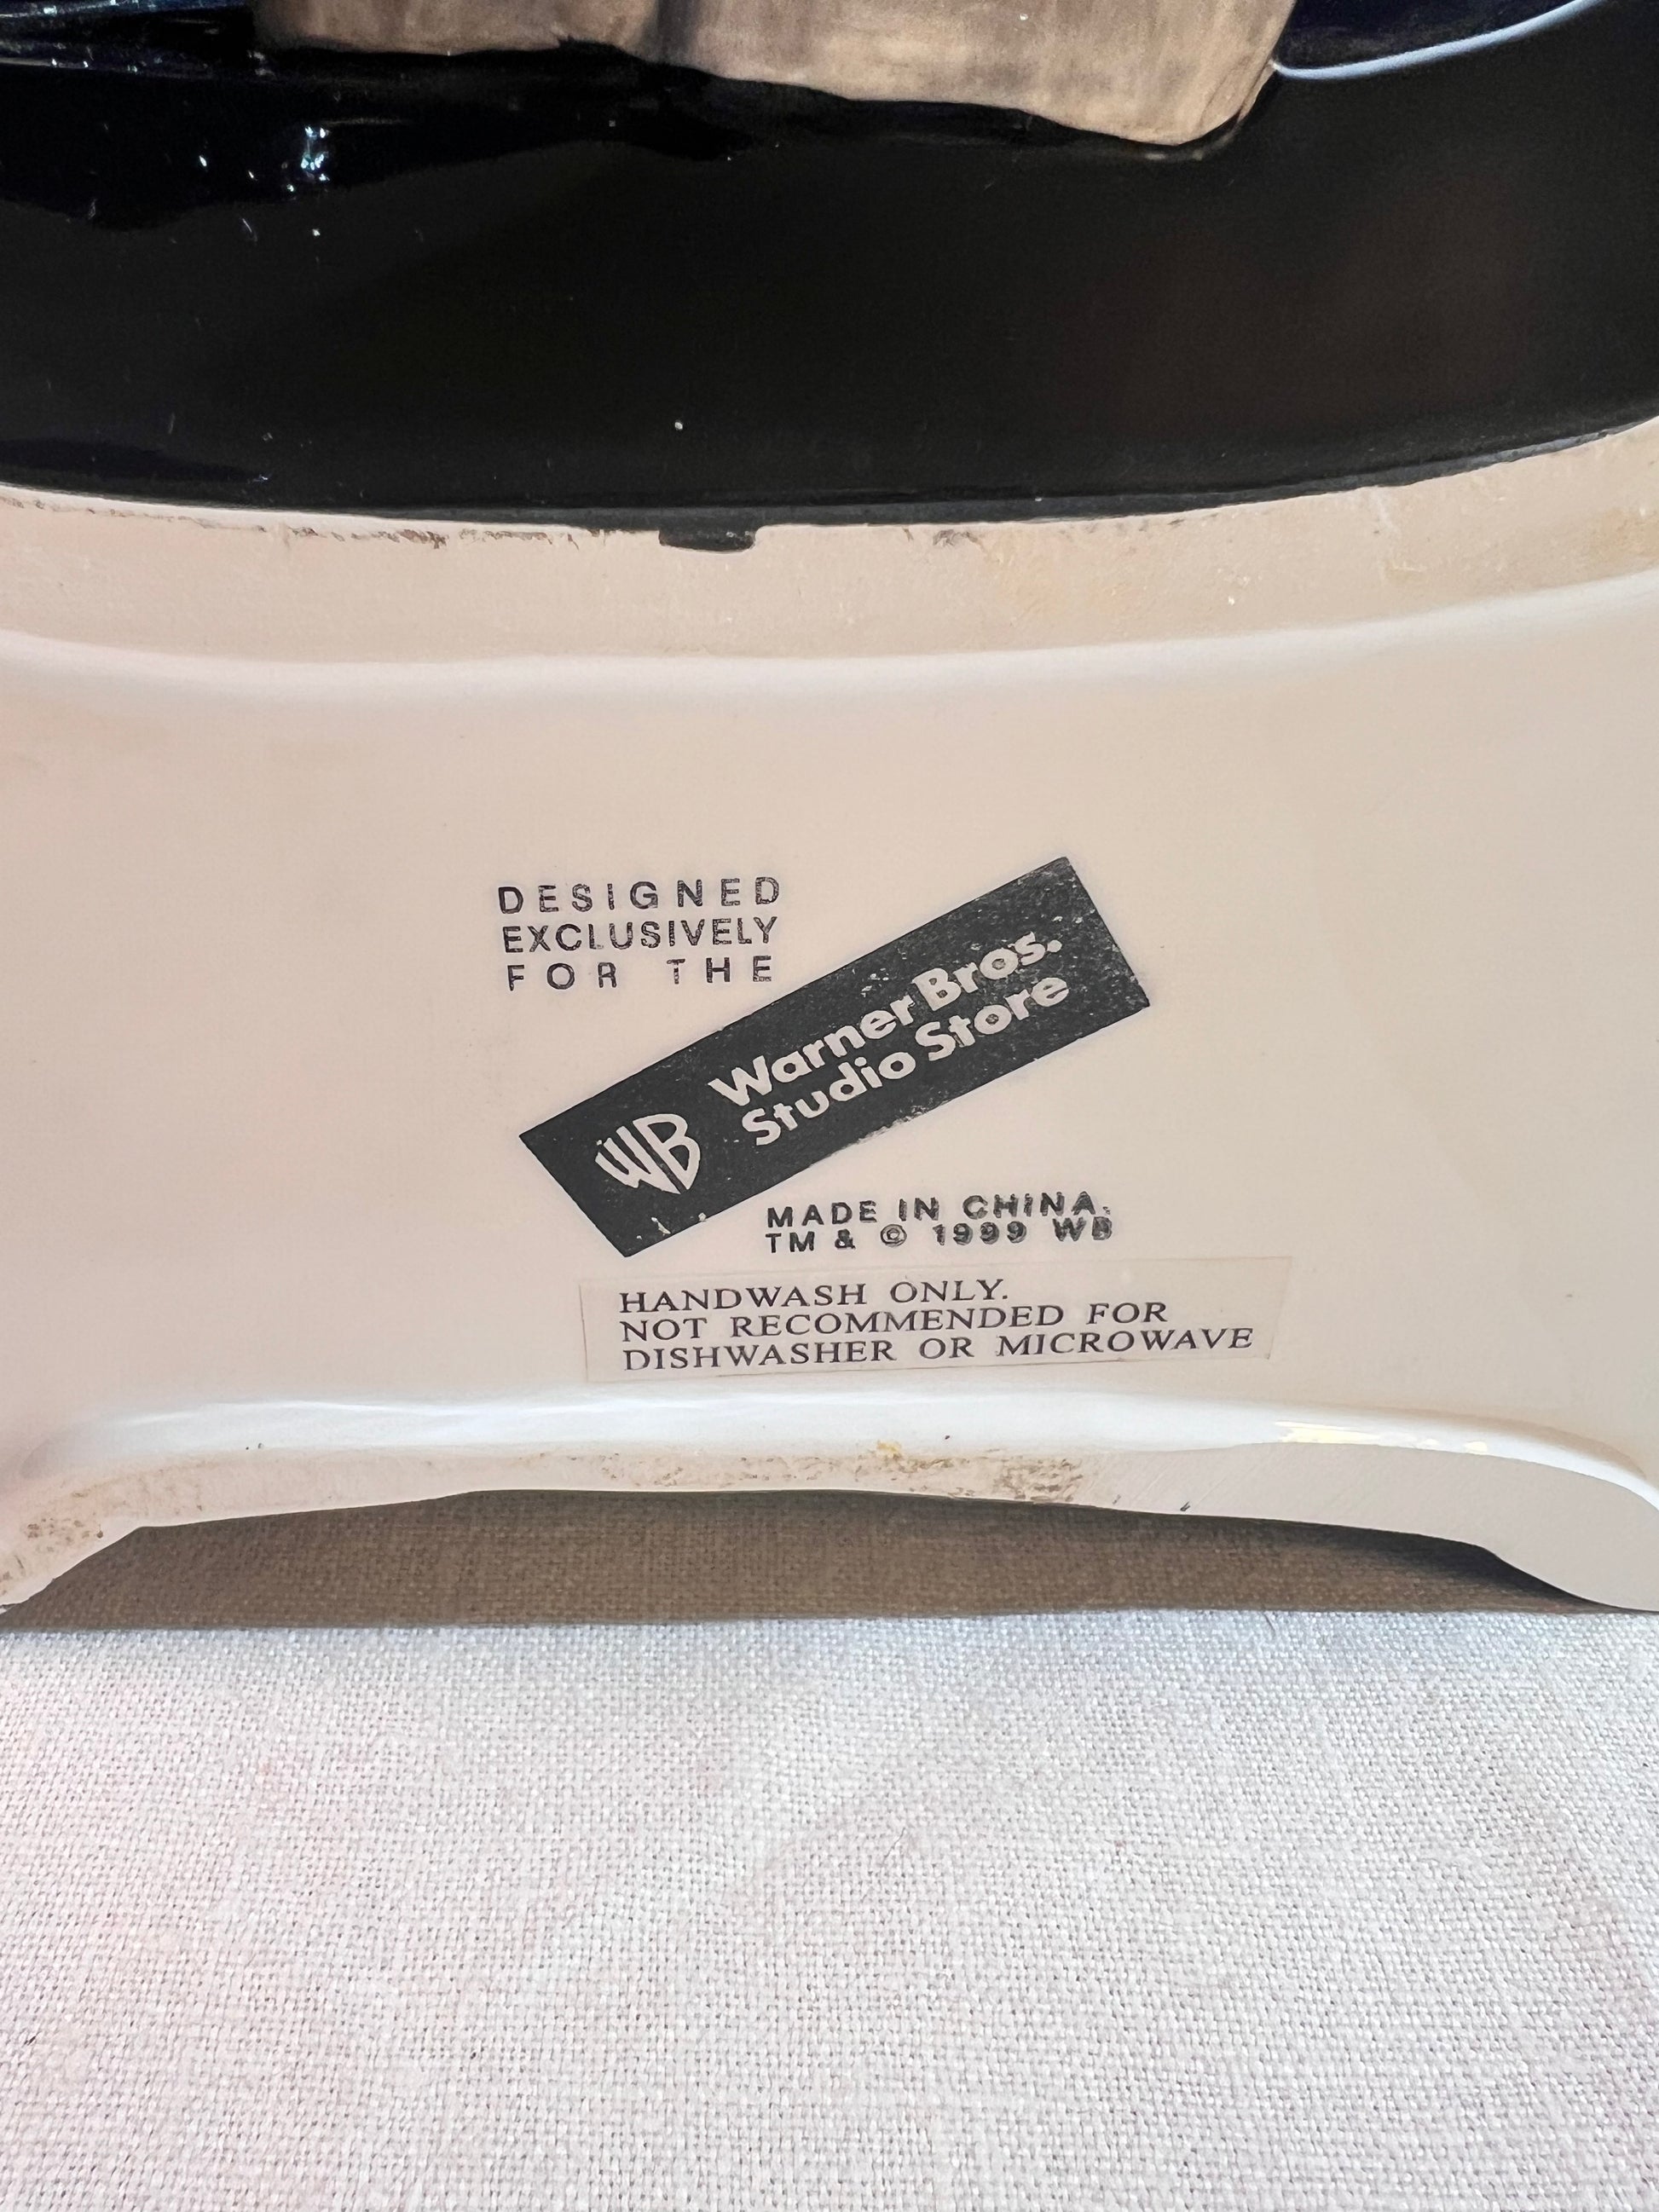 DESIGNED
EXCLUSIVELY
FOR THE
WB
Warner Bros.
Studio Store
MADE IN CHINA.
TM & © 1999 WB
HANDWASH ONLY.
NOT RECOMMENDED FOR
DISHWASHER OR MICROWAVE